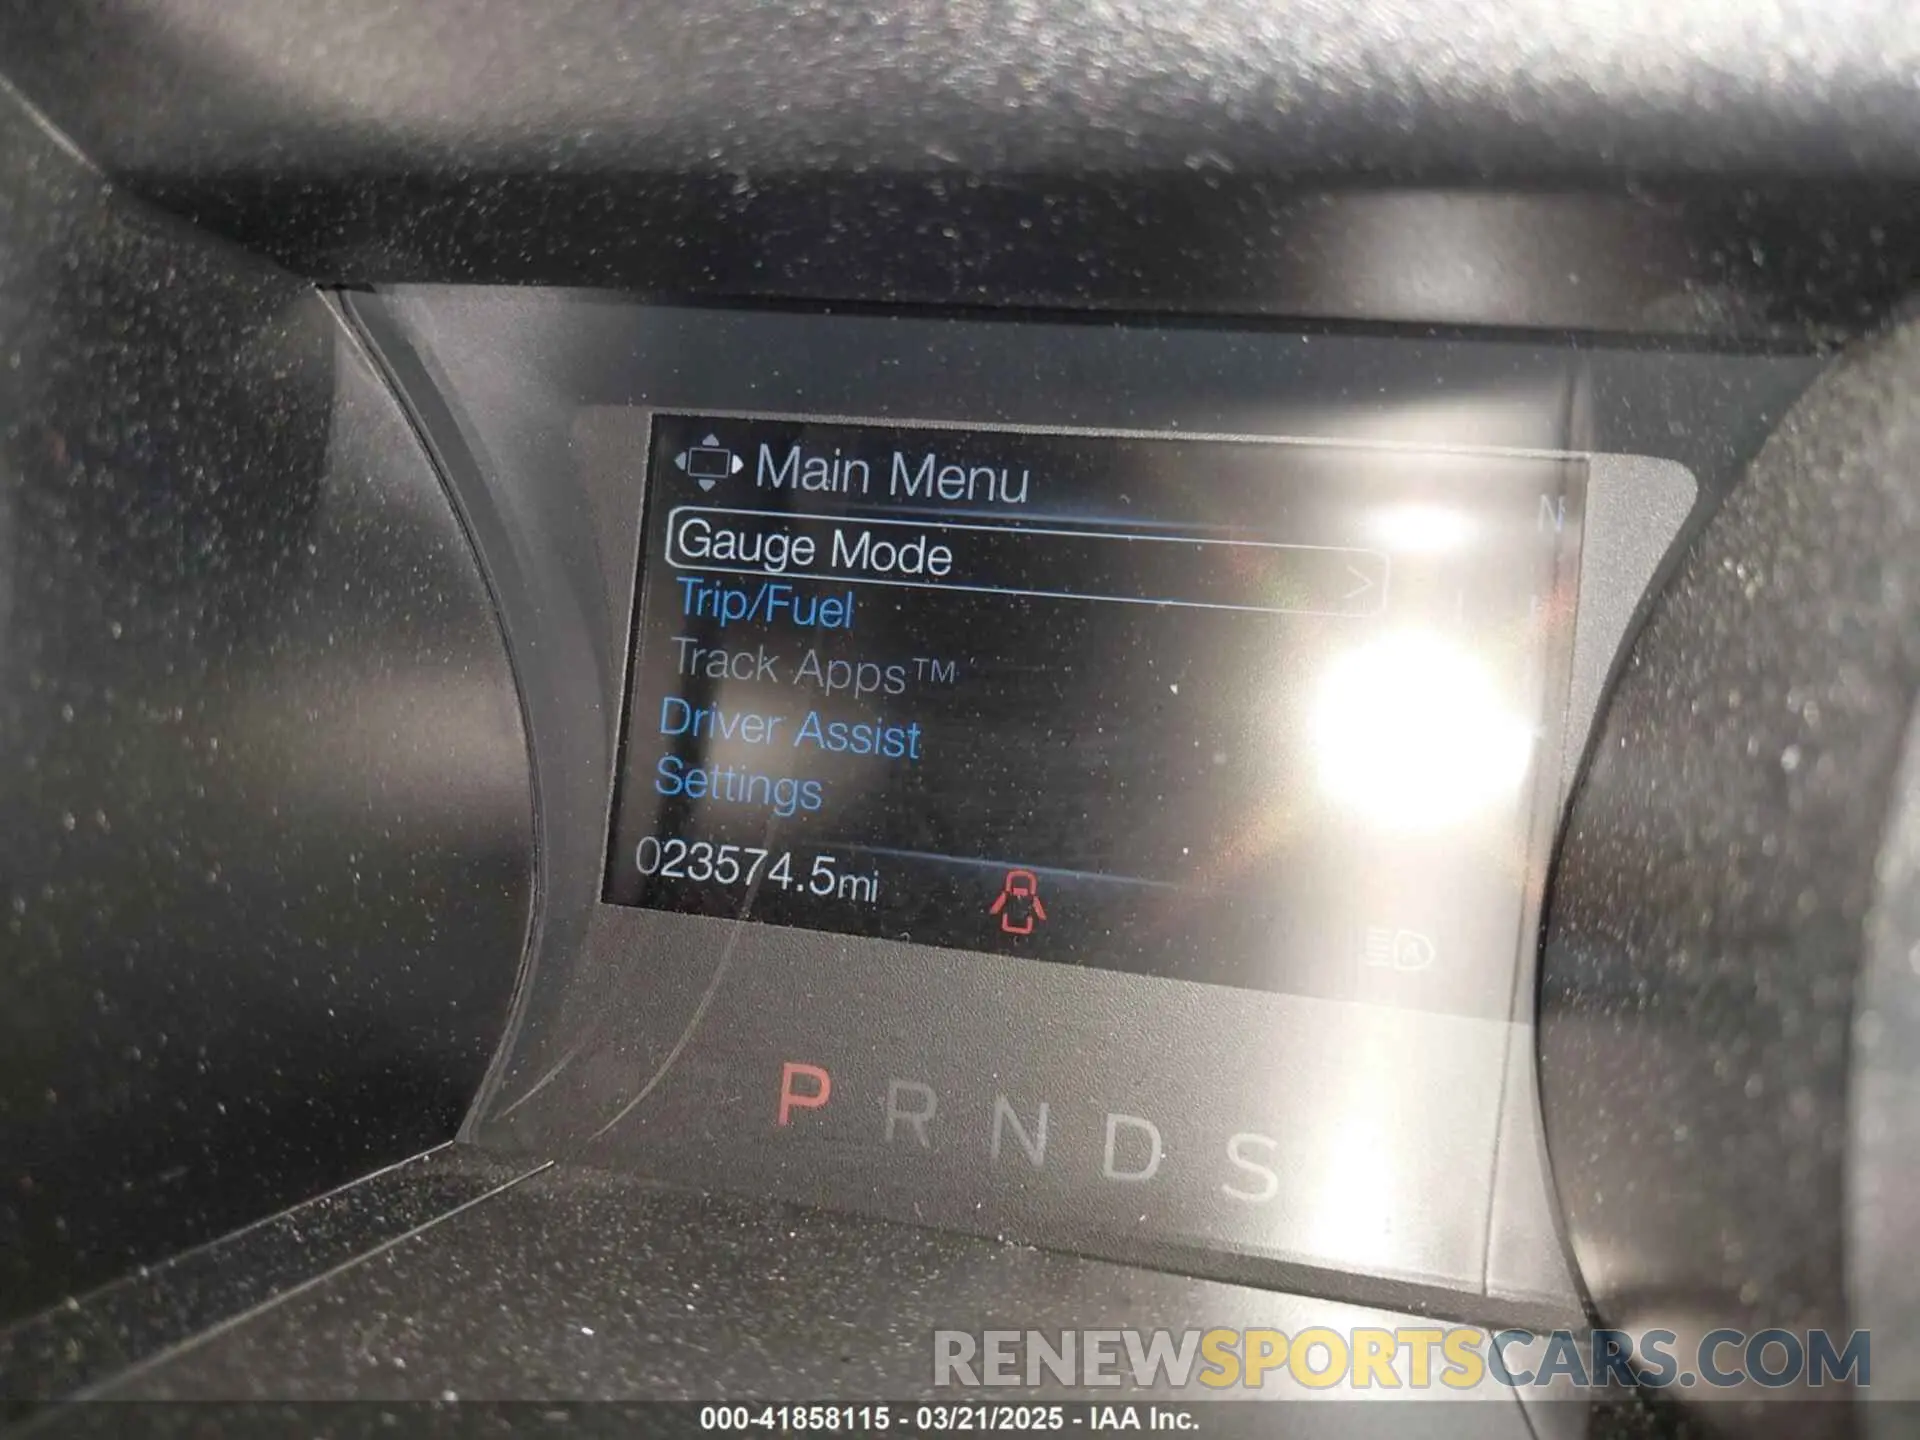 Main Menu
N
Gauge Mode >
Trip/Fuel
Track Apps™
Driver Assist
Settings
023574.5mi
A
P R N D S
RENEWSPORTSCARS.COM
000-41858115 - 03/21/2025 - IAA Inc.